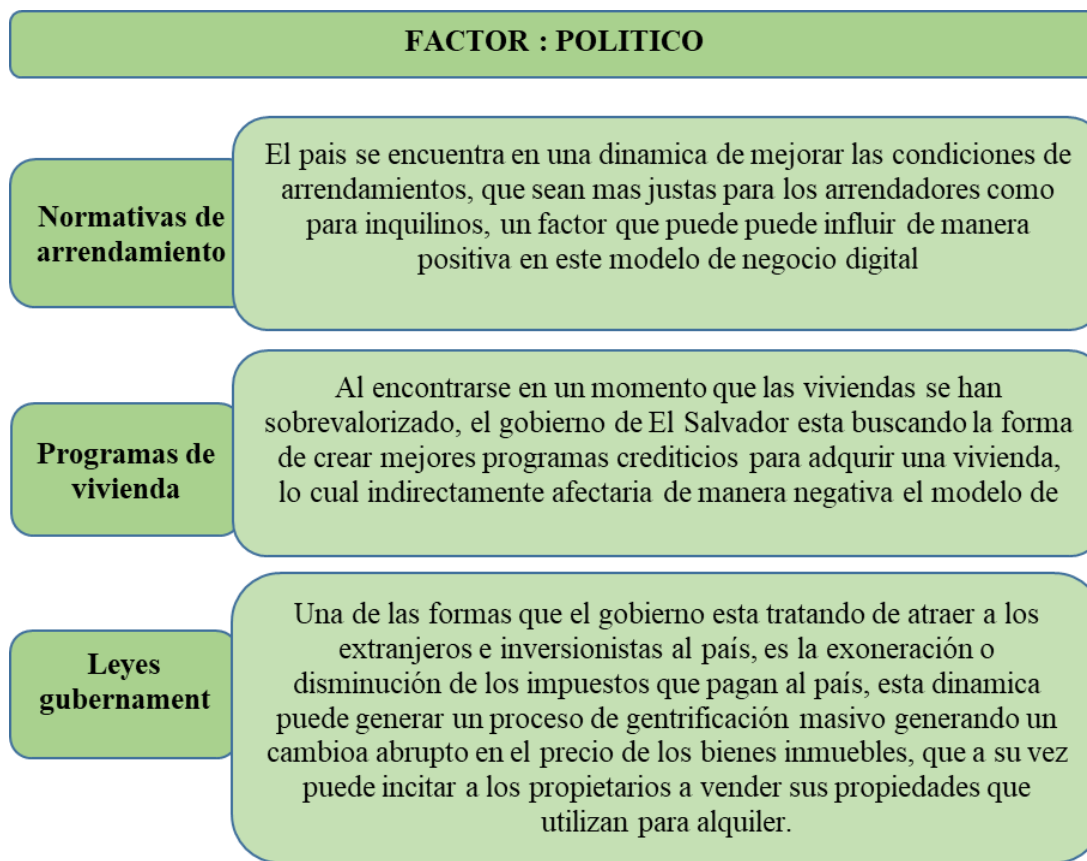 FACTOR : POLITICO
Normativas de
arrendamiento
El pais se encuentra en una dinamica de mejorar las condiciones de
arrendamientos, que sean mas justas para los arrendadores como
para inquilinos, un factor que puede puede influir de manera
positiva en este modelo de negocio digital
Programas de
vivienda
Al encontrarse en un momento que las viviendas se han
sobrevalorizado, el gobierno de El Salvador esta buscando la forma
de crear mejores programas crediticios para adqurir una vivienda,
lo cual indirectamente afectaria de manera negativa el modelo de
Leyes
gubernament
Una de las formas que el gobierno esta tratando de atraer a los
extranjeros e inversionistas al país, es la exoneración o
disminución de los impuestos que pagan al país, esta dinamica
puede generar un proceso de gentrificación masivo generando un
cambioa abrupto en el precio de los bienes inmuebles, que a su vez
puede incitar a los propietarios a vender sus propiedades que
utilizan para alquiler.